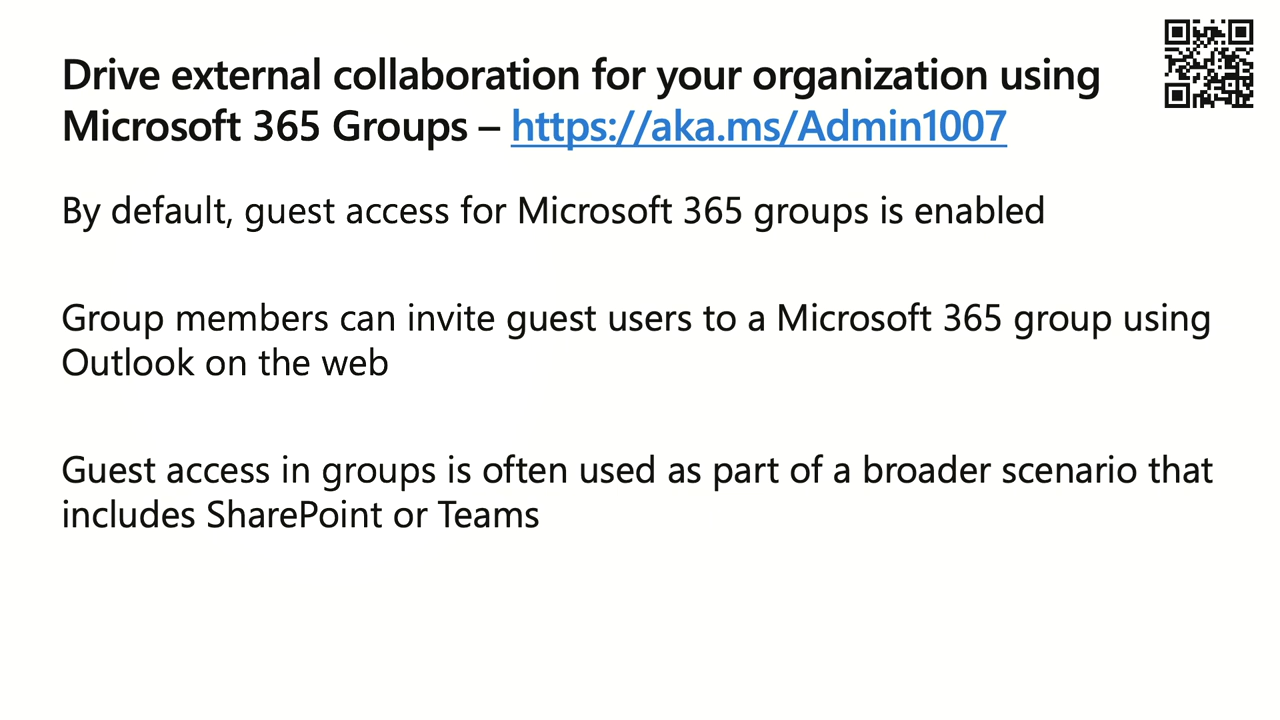 Drive external collaboration for your organization using
Microsoft 365 Groups – https://aka.ms/Admin1007
By default, guest access for Microsoft 365 groups is enabled
Group members can invite guest users to a Microsoft 365 group using
Outlook on the web
Guest access in groups is often used as part of a broader scenario that
includes SharePoint or Teams